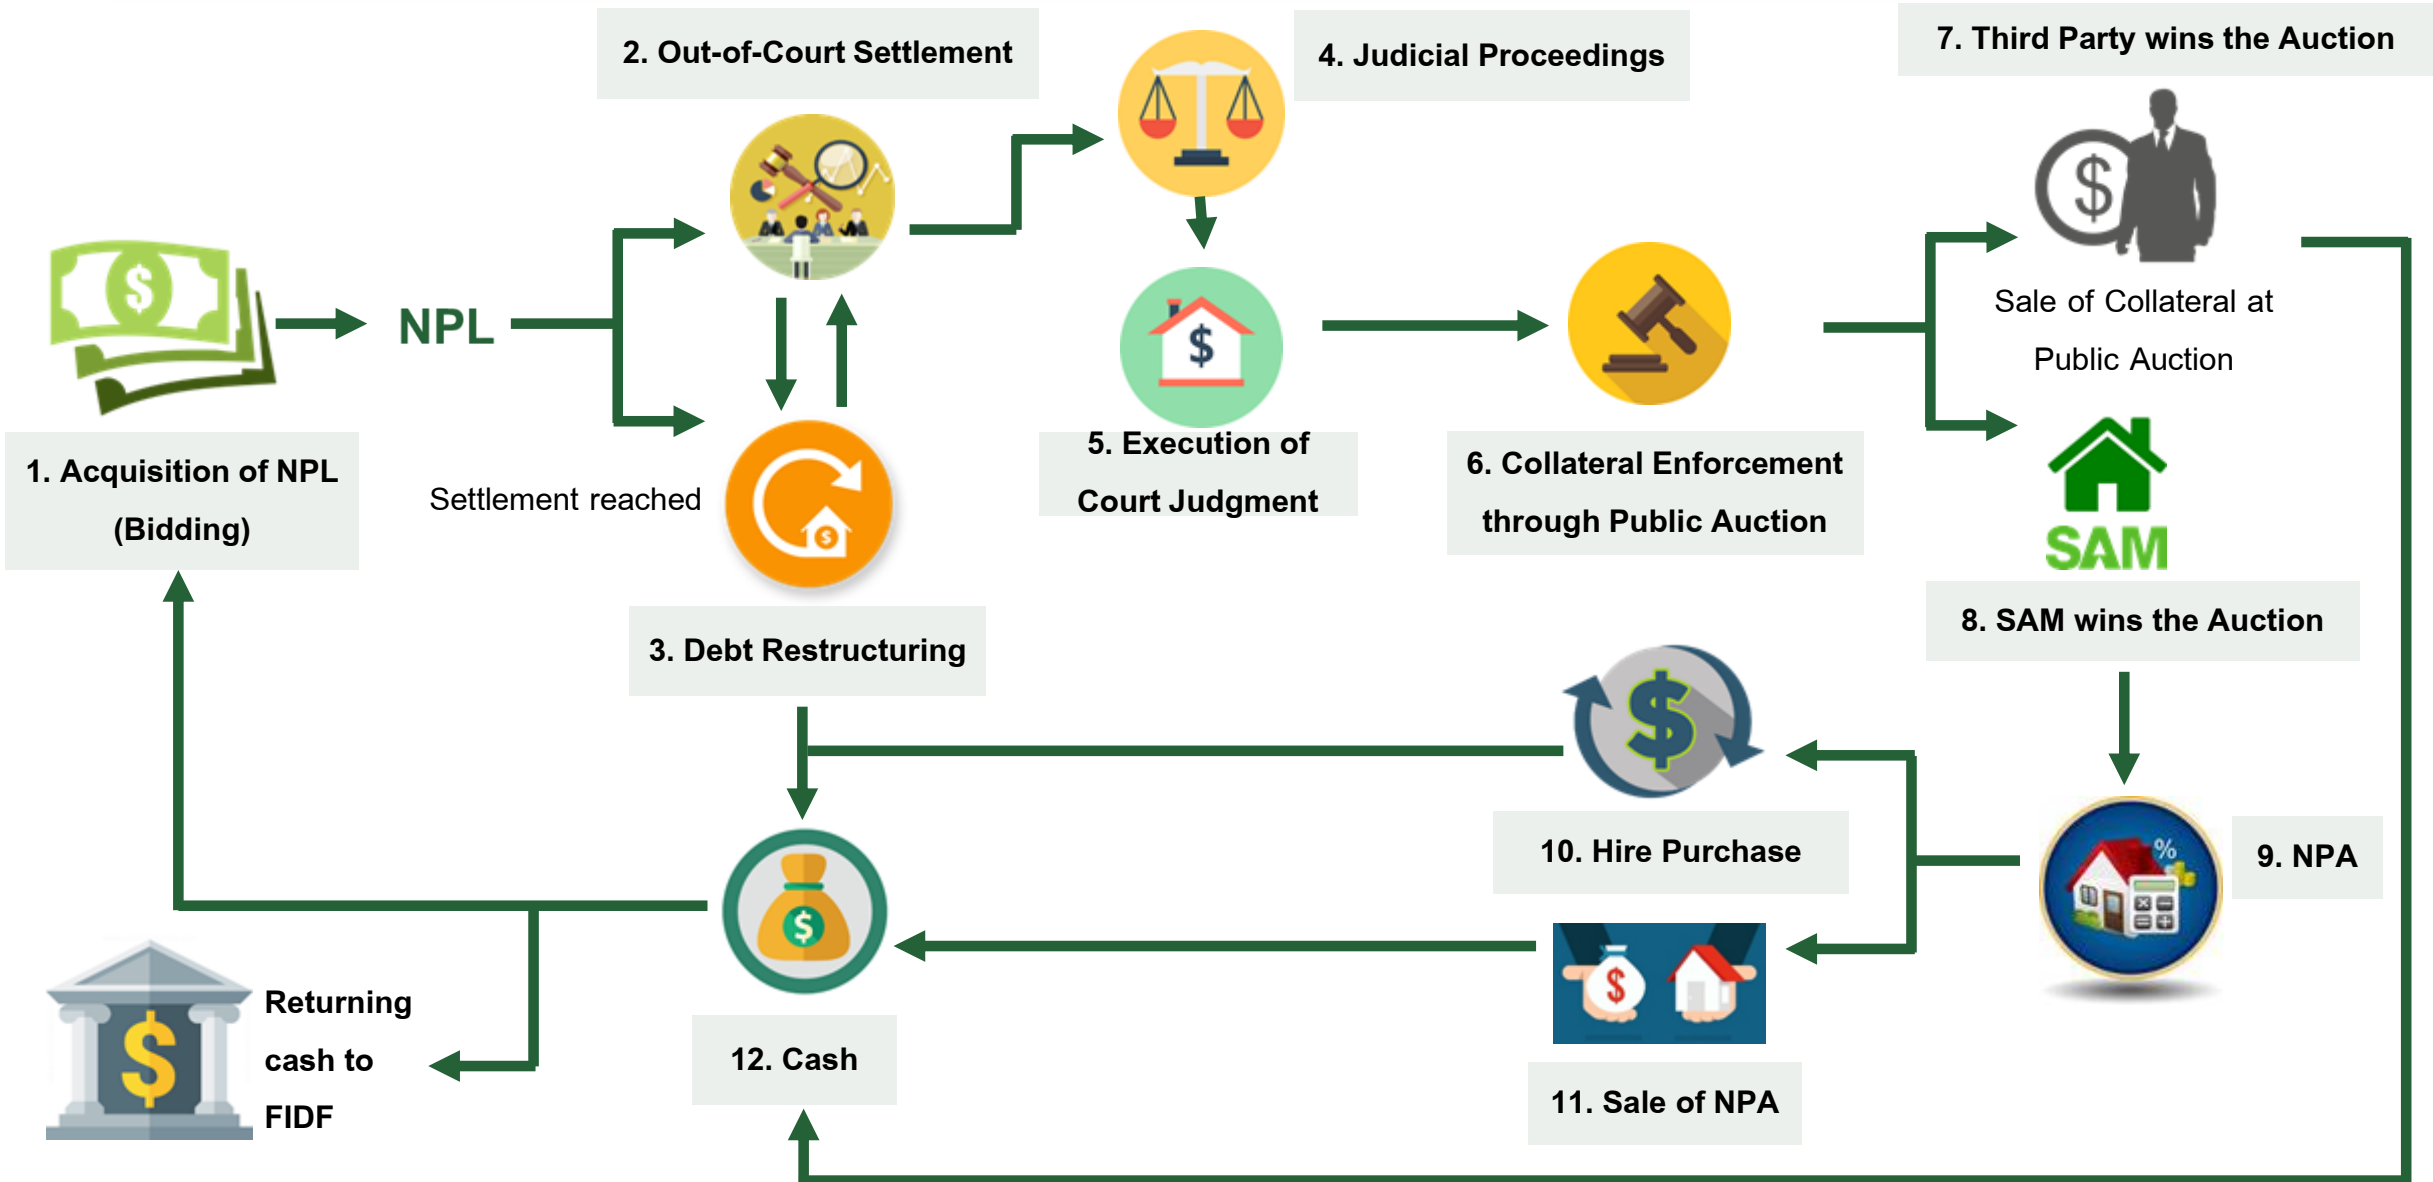 2. Out-of-Court Settlement
4. Judicial Proceedings
7. Third Party wins the Auction
$
$
NPL
$
Sale of Collateral at
Public Auction
1. Acquisition of NPL
(Bidding)
Settlement reached
$
5. Execution of
Court Judgment
6. Collateral Enforcement
through Public Auction
SAM
8. SAM wins the Auction
3. Debt Restructuring
$
10. Hire Purchase
%
9. NPA
$
$
$
Returning
cash to
FIDF
12. Cash
11. Sale of NPA